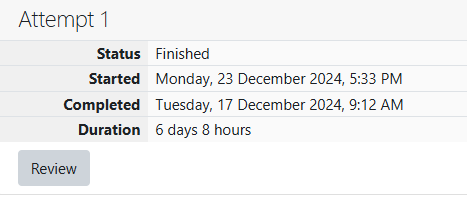 Attempt 1
Status Finished
Started Monday, 23 December 2024, 5:33 PM
Completed Tuesday, 17 December 2024, 9:12 AM
Duration 6 days 8 hours
Review